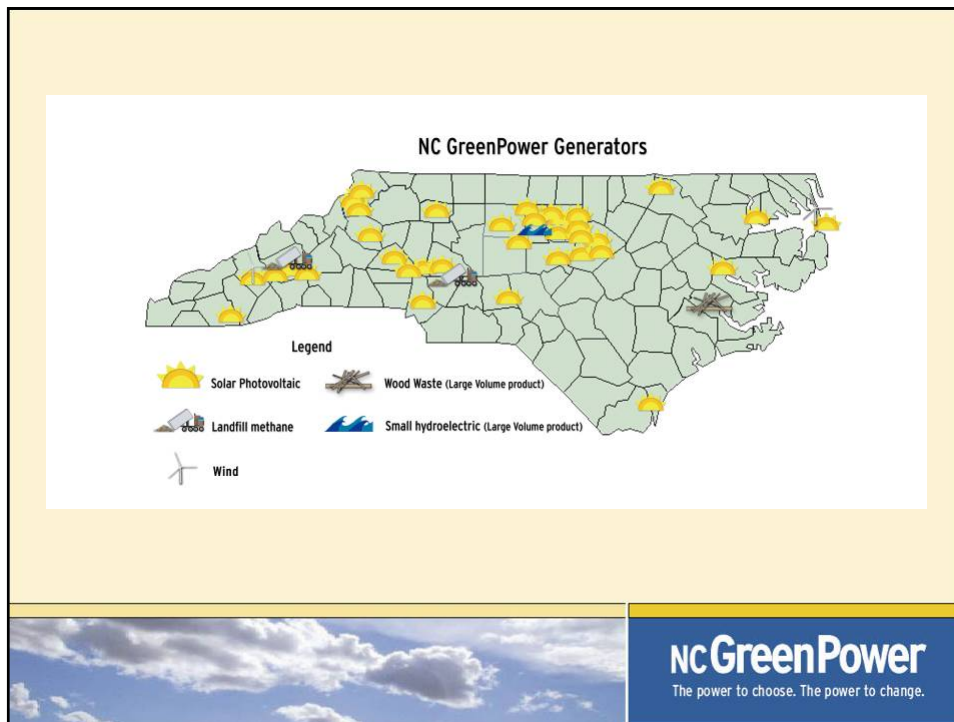 NC GreenPower Generators
Legend
Solar Photovoltaic
Wood Waste (Large Volume product)
Landfill methane
Small hydroelectric (Large Volume product)
Wind
NC GreenPower
The power to choose. The power to change.